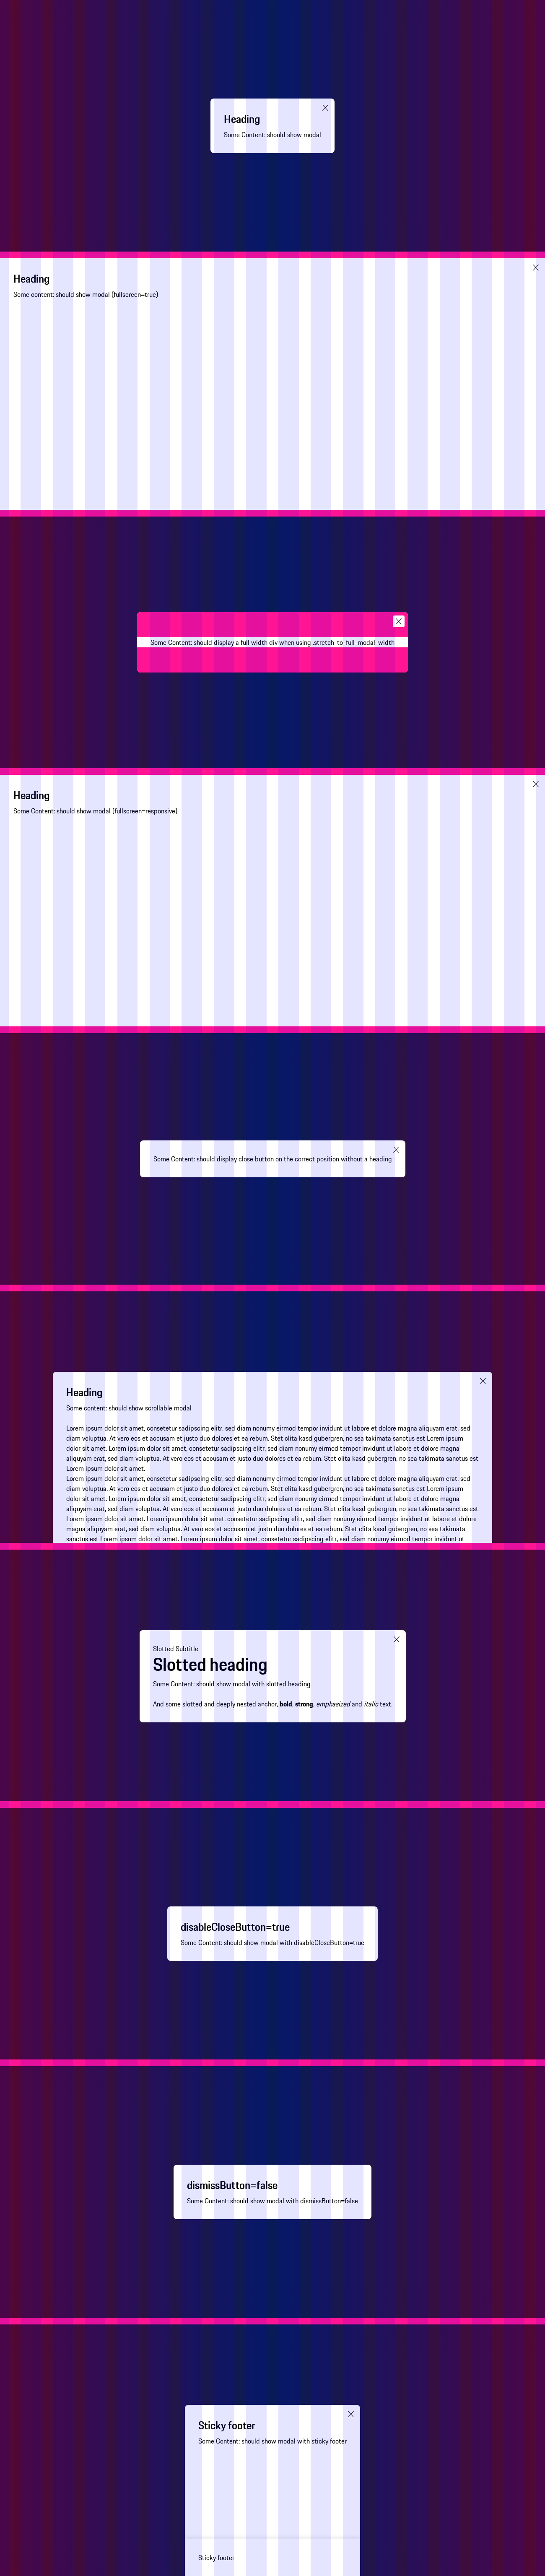 Heading
Some Content: should show modal
Heading
Some content: should show modal (fullscreen=true)
Some Content: should display a full width div when using .stretch-to-full-modal-width
Heading
Some Content: should show modal (fullscreen=responsive)
Some Content: should display close button on the correct position without a heading
Heading
Some content: should show scrollable modal
Lorem ipsum dolor sit amet, consetetur sadipscing elitr, sed diam nonumy eirmod tempor invidunt ut labore et dolore magna aliquyam erat, sed
diam voluptua. At vero eos et accusam et justo duo dolores et ea rebum. Stet clita kasd gubergren, no sea takimata sanctus est Lorem ipsum
dolor sit amet. Lorem ipsum dolor sit amet, consetetur sadipscing elitr, sed diam nonumy eirmod tempor invidunt ut labore et dolore magna
aliquyam erat, sed diam voluptua. At vero eos et accusam et justo duo dolores et ea rebum. Stet clita kasd gubergren, no sea takimata sanctus est
Lorem ipsum dolor sit amet.
Lorem ipsum dolor sit amet, consetetur sadipscing elitr, sed diam nonumy eirmod tempor invidunt ut labore et dolore magna aliquyam erat, sed
diam voluptua. At vero eos et accusam et justo duo dolores et ea rebum. Stet clita kasd gubergren, no sea takimata sanctus est Lorem ipsum
dolor sit amet. Lorem ipsum dolor sit amet, consetetur sadipscing elitr, sed diam nonumy eirmod tempor invidunt ut labore et dolore magna
aliquyam erat, sed diam voluptua. At vero eos et accusam et justo duo dolores et ea rebum. Stet clita kasd gubergren, no sea takimata sanctus est
Lorem ipsum dolor sit amet. Lorem ipsum dolor sit amet, consetetur sadipscing elitr, sed diam nonumy eirmod tempor invidunt ut labore et dolore
magna aliquyam erat, sed diam voluptua. At vero eos et accusam et justo duo dolores et ea rebum. Stet clita kasd gubergren, no sea takimata
sanctus est Lorem ipsum dolor sit amet. Lorem ipsum dolor sit amet, consetetur sadipscing elitr, sed diam nonumy eirmod tempor invidunt ut
Slotted Subtitle
Slotted heading
Some Content: should show modal with slotted heading
And some slotted and deeply nested anchor, bold, strong, emphasized and italic text.
disableCloseButton=true
Some Content: should show modal with disableCloseButton=true
dismissButton=false
Some Content: should show modal with dismissButton=false
Sticky footer
Some Content: should show modal with sticky footer
Sticky footer